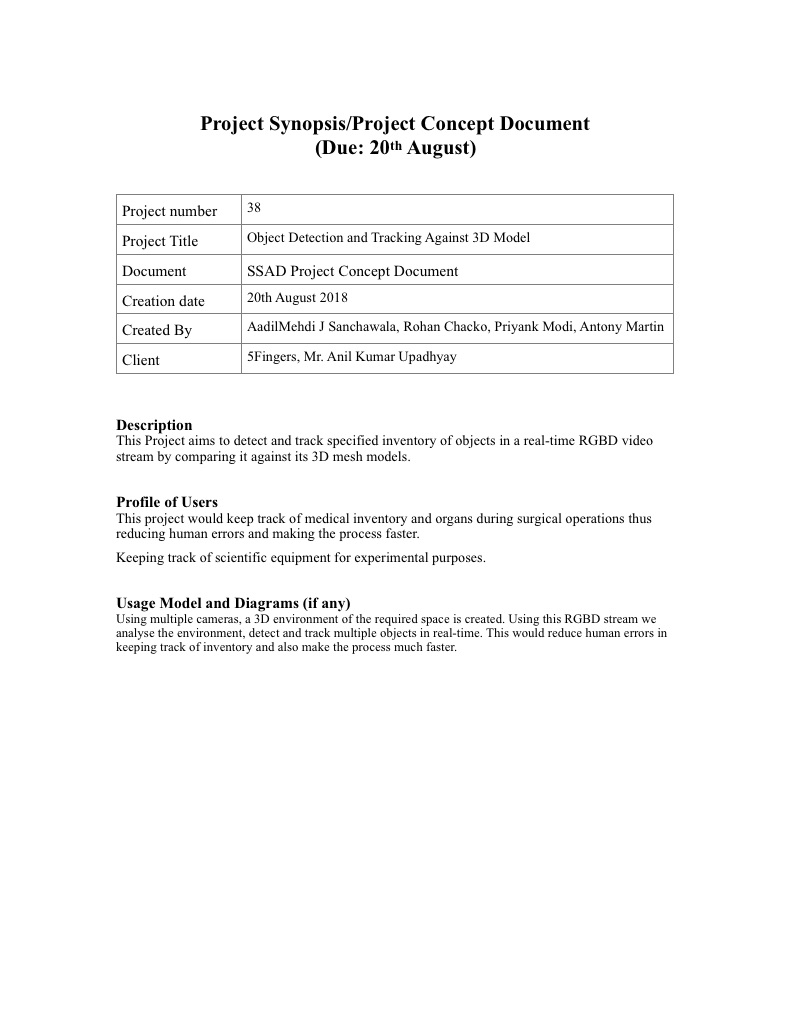 Project Synopsis/Project Concept Document
(Due: 20th August)
Project number 38
Project Title Object Detection and Tracking Against 3D Model
Document SSAD Project Concept Document
Creation date 20th August 2018
Created By AadilMehdi J Sanchawala, Rohan Chacko, Priyank Modi, Antony Martin
Client 5Fingers, Mr. Anil Kumar Upadhyay
Description
This Project aims to detect and track specified inventory of objects in a real-time RGBD video
stream by comparing it against its 3D mesh models.
Profile of Users
This project would keep track of medical inventory and organs during surgical operations thus
reducing human errors and making the process faster.
Keeping track of scientific equipment for experimental purposes.
Usage Model and Diagrams (if any)
Using multiple cameras, a 3D environment of the required space is created. Using this RGBD stream we
analyse the environment, detect and track multiple objects in real-time. This would reduce human errors in
keeping track of inventory and also make the process much faster.